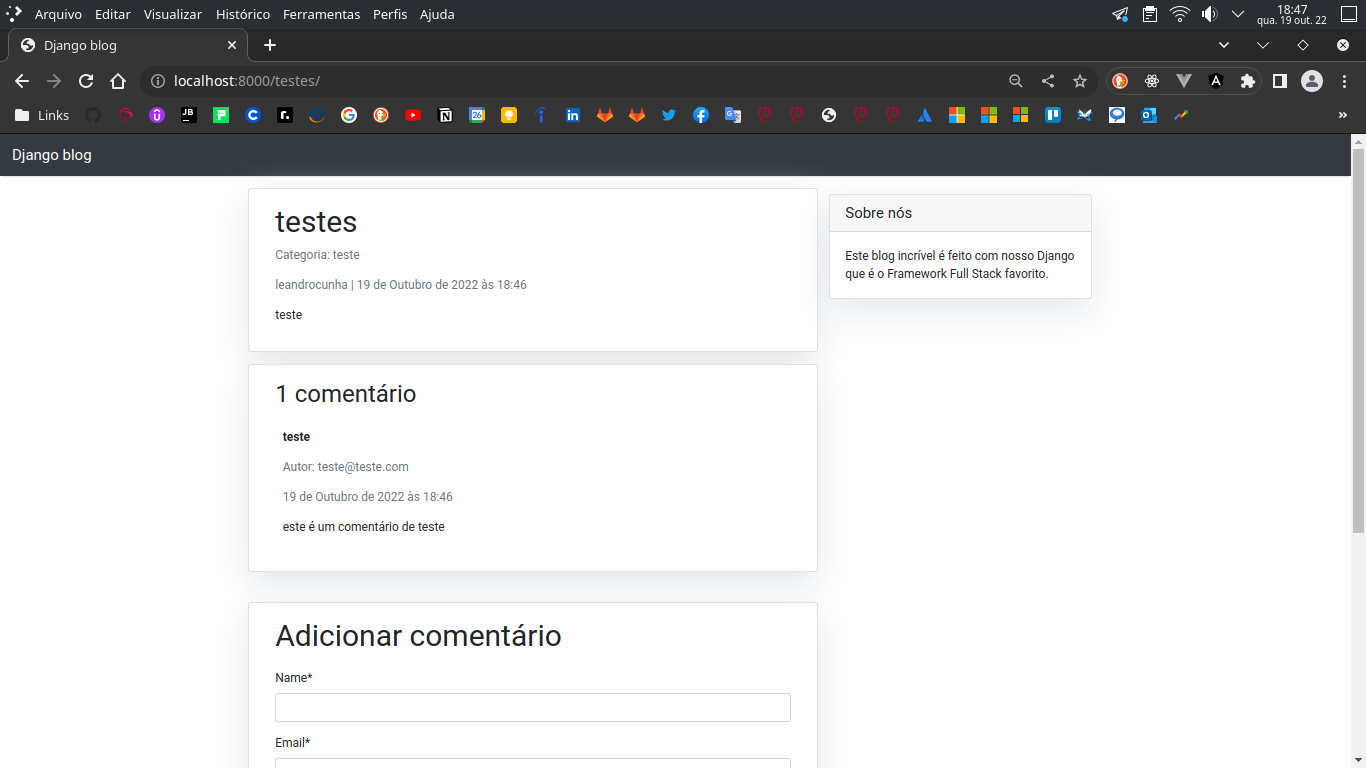 Arquivo Editar Visualizar Histórico Ferramentas Perfis Ajuda
18:47
qua. 19 out. 22
Django blog
localhost:8000/testes/
Links
JB
26
Django blog
testes
Categoria: teste
leandrocunha | 19 de Outubro de 2022 às 18:46
teste
Sobre nós
Este blog incrível é feito com nosso Django
que é o Framework Full Stack favorito.
1 comentário
teste
Autor: teste@teste.com
19 de Outubro de 2022 às 18:46
este é um comentário de teste
Adicionar comentário
Name*
Email*